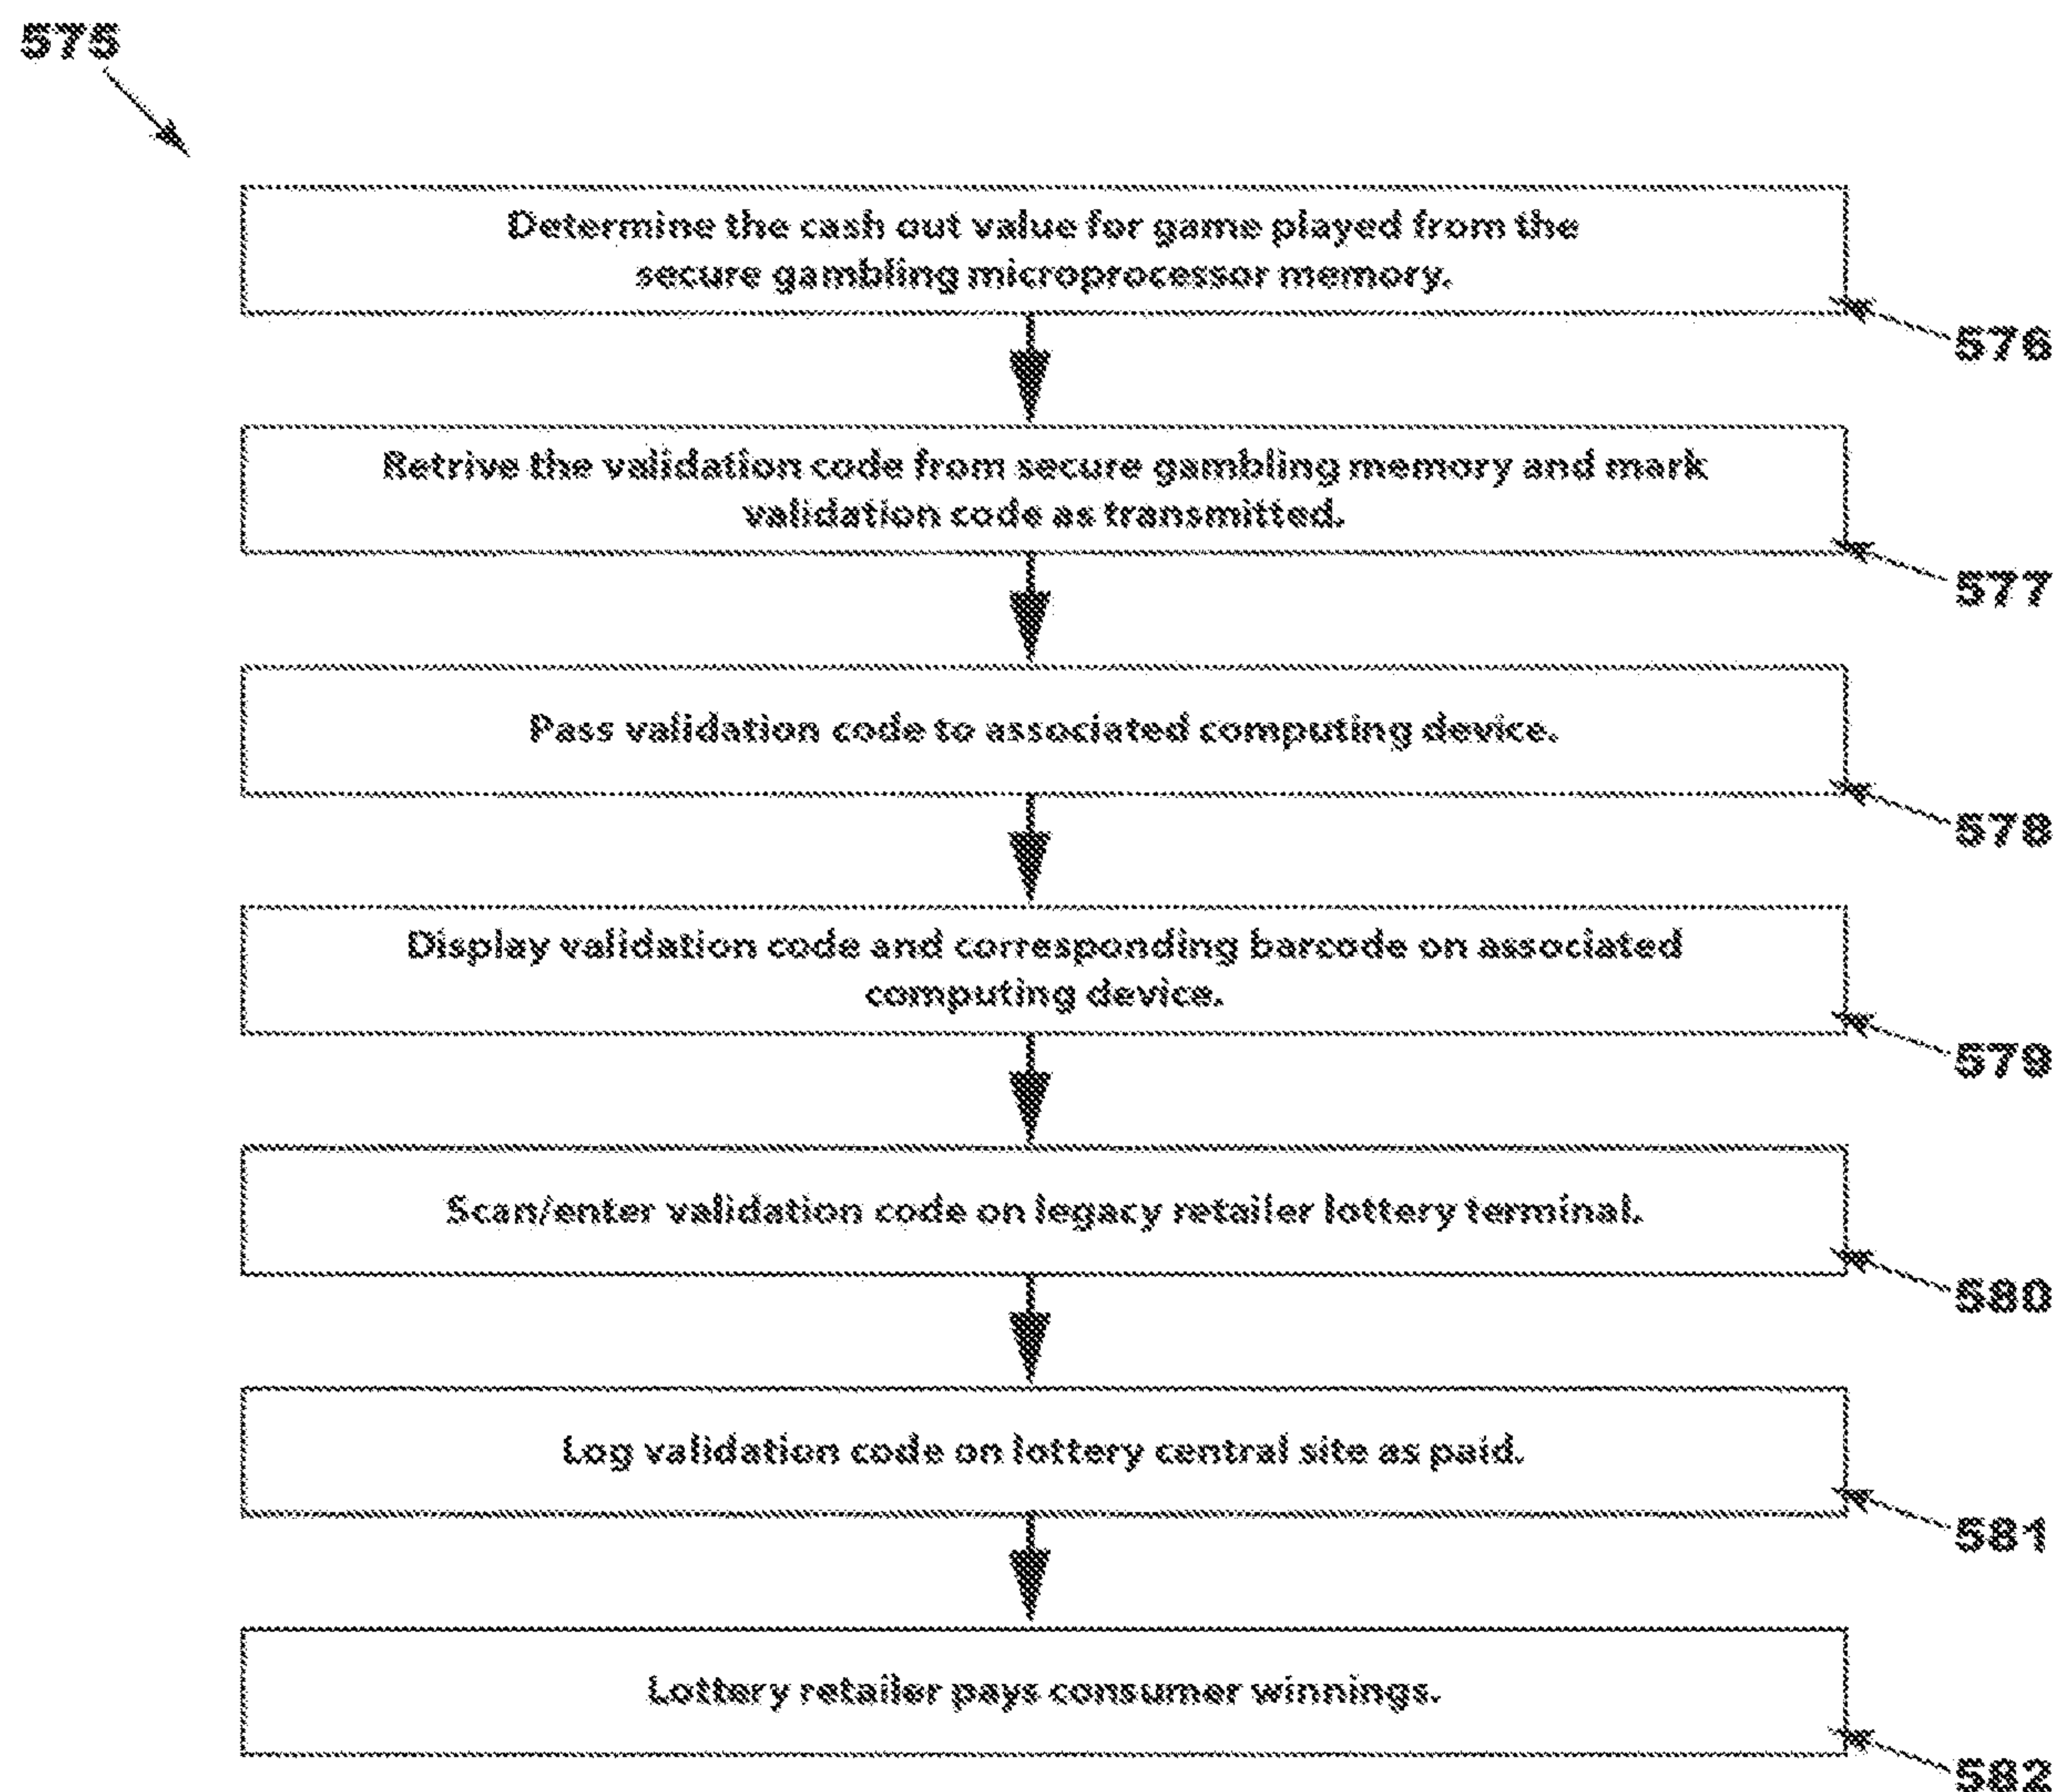 575
Determine the cash out value for game played from the
secure gambling microprocessor memory.
576
Retrive the validation code from secure gambling memory and mark
validation code as transmitted.
577
Pass validation code to associated computing device.
578
Display validation code and corresponding barcode on associated
computing device.
579
Scan/enter validation code on legacy retailer lottery terminal.
580
Log validation code on lottery central site as paid.
581
Lottery retailer pays consumer winnings.
582